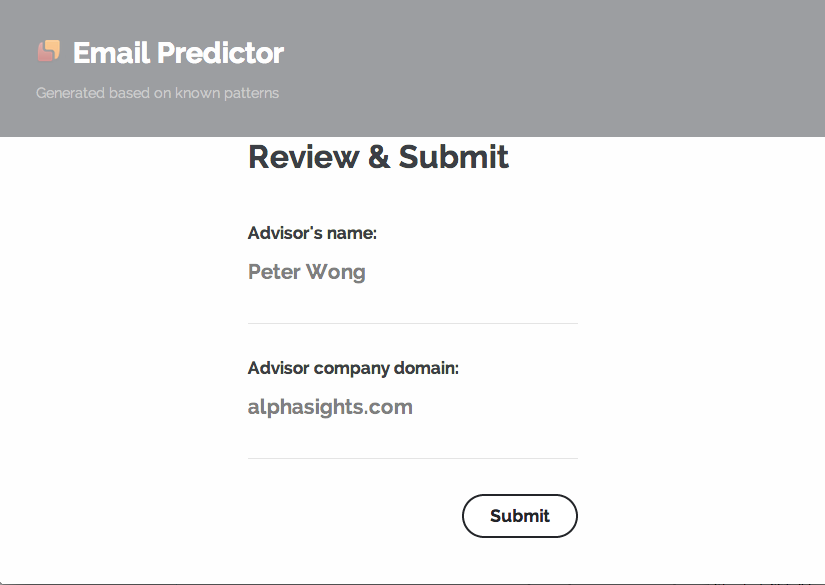 Email Predictor
Generated based on known patterns
Review & Submit
Advisor's name:
Peter Wong
Advisor company domain:
alphasights.com
Submit